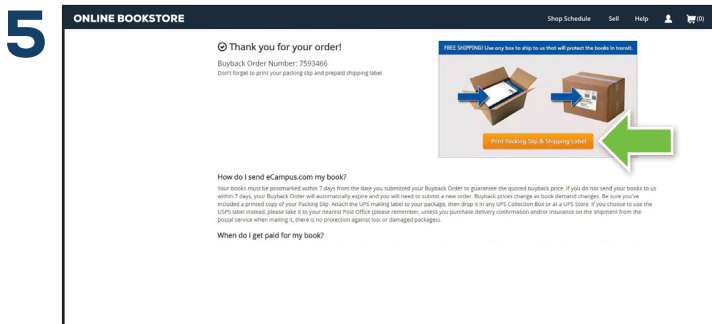 5
ONLINE BOOKSTORE
Shop Schedule Sell Help (0)
Thank you for your order!
Buyback Order Number: 7593466
Don't forget to print your packing slip and prepaid shipping label.
FREE SHIPPING! Use any box to ship to us that will protect the books in transit.
Print Packing Slip & Shipping Label
How do I send eCampus.com my book?
Your books must be postmarked within 7 days from the date you submitted your Buyback Order to guarantee the quoted buyback price. If you do not send your books to us
within 7 days, your Buyback Order will automatically expire and you will need to submit a new order. Buyback prices change as book demand changes. Be sure you've
included a printed copy of your Packing Slip. Attach the UPS mailing label to your package, then drop it in any UPS Collection Box or at a UPS Store. If you choose to use the
USPS label instead, please take it to your nearest Post Office (please remember, unless you purchase delivery confirmation and/or insurance on the shipment from the
postal service when mailing it, there is no protection against lost or damaged packages).
When do I get paid for my book?